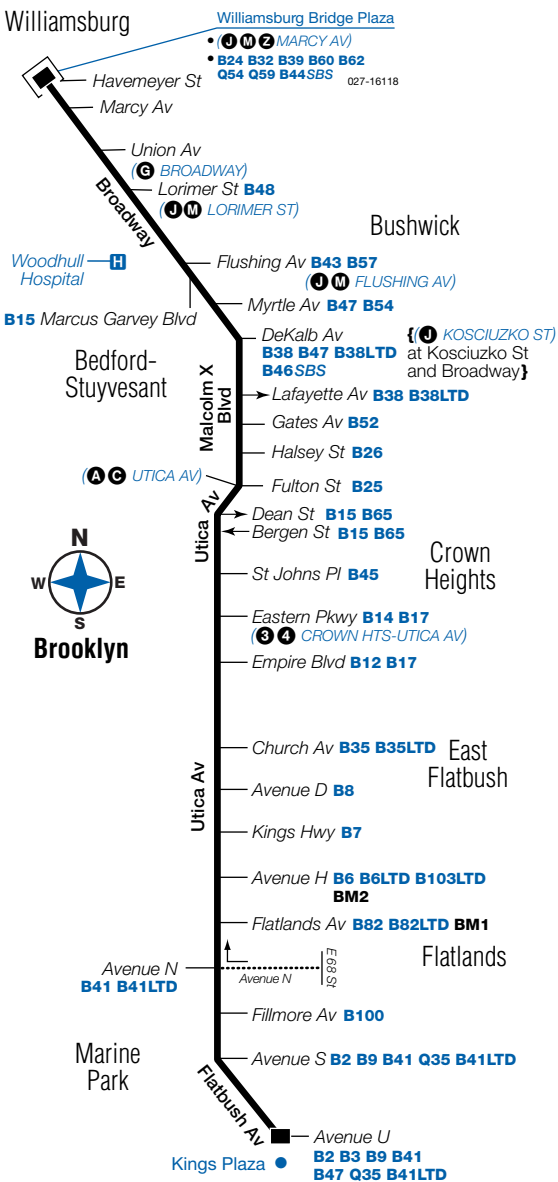 Williamsburg
Williamsburg Bridge Plaza
• (J M Z MARCY AV)
• B24 B32 B39 B60 B62
Q54 Q59 B44SBS
027-16118
Havemeyer St
Marcy Av
Union Av
(G BROADWAY)
Lorimer St B48
(J M LORIMER ST)
Broadway
Bushwick
Woodhull
Hospital
H
Flushing Av B43 B57
(J M FLUSHING AV)
Myrtle Av B47 B54
B15 Marcus Garvey Blvd
DeKalb Av
B38 B47 B38LTD
B46SBS
{(J KOSCIUZKO ST)
at Kosciuzko St
and Broadway}
Bedford-
Stuyvesant
Malcolm X
Blvd
Lafayette Av B38 B38LTD
Gates Av B52
Halsey St B26
(A C UTICA AV)
Fulton St B25
Utica Av
Dean St B15 B65
Bergen St B15 B65
N
W E
S
Brooklyn
St Johns Pl B45
Crown
Heights
Eastern Pkwy B14 B17
(3 4 CROWN HTS-UTICA AV)
Empire Blvd B12 B17
Church Av B35 B35LTD
East
Flatbush
Utica Av
Avenue D B8
Kings Hwy B7
Avenue H B6 B6LTD B103LTD
BM2
Flatlands Av B82 B82LTD BM1
Flatlands
Avenue N
B41 B41LTD
Avenue N
E 68 St
Fillmore Av B100
Marine
Park
Avenue S B2 B9 B41 Q35 B41LTD
Flatbush Av
Avenue U
B2 B3 B9 B41
B47 Q35 B41LTD
Kings Plaza •